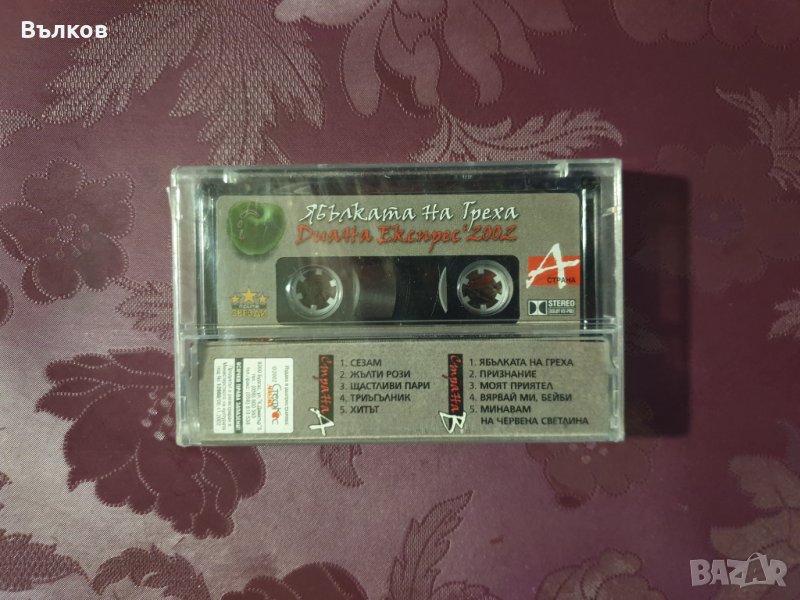 Вълков
Ябълката на Греха
Диана Експрес'2002
ЗВЕЗДИ
А
СТРАНА
STEREO
Страна А
1. СЕЗАМ
2. ЖЪЛТИ РОЗИ
3. ЩАСТЛИВИ ПАРИ
4. ТРИЪГЪЛНИК
5. ХИТЪТ
Страна В
1. ЯБЪЛКАТА НА ГРЕХА
2. ПРИЗНАНИЕ
3. МОЯТ ПРИЯТЕЛ
4. ВЯРВАЙ МИ, БЕЙБИ
5. МИНАВАМ
НА ЧЕРВЕНА СВЕТЛИНА
BAZAR